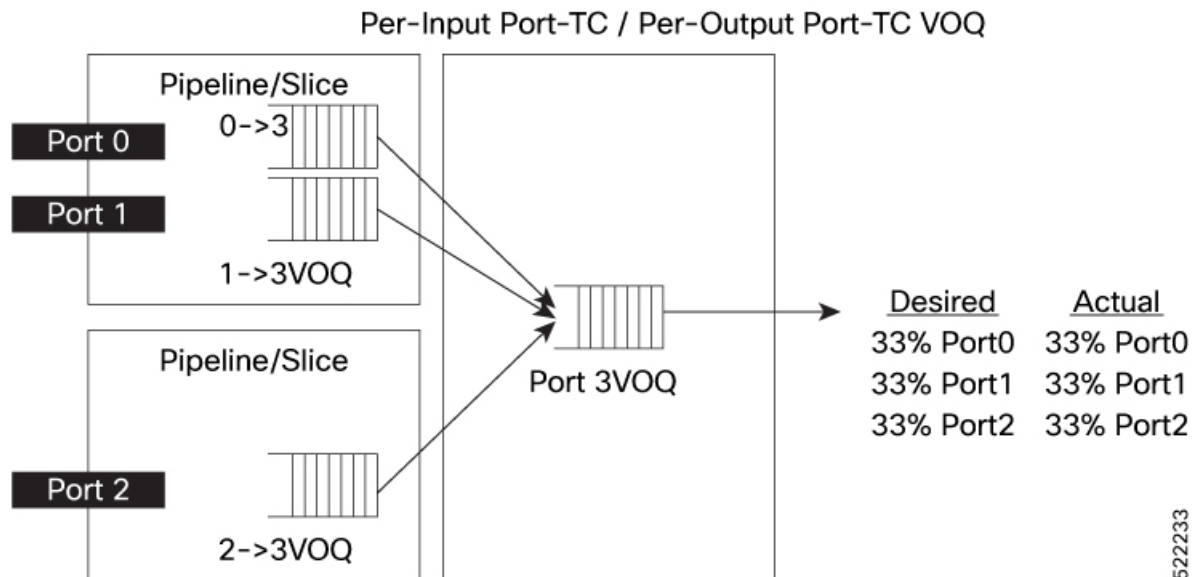 Per-Input Port-TC / Per-Output Port-TC VOQ
Pipeline/Slice
0->3
Port 0
Port 1
1->3VOQ
Pipeline/Slice
Port 2
2->3VOQ
Port 3VOQ
Desired Actual
33% Port0 33% Port0
33% Port1 33% Port1
33% Port2 33% Port2
522233